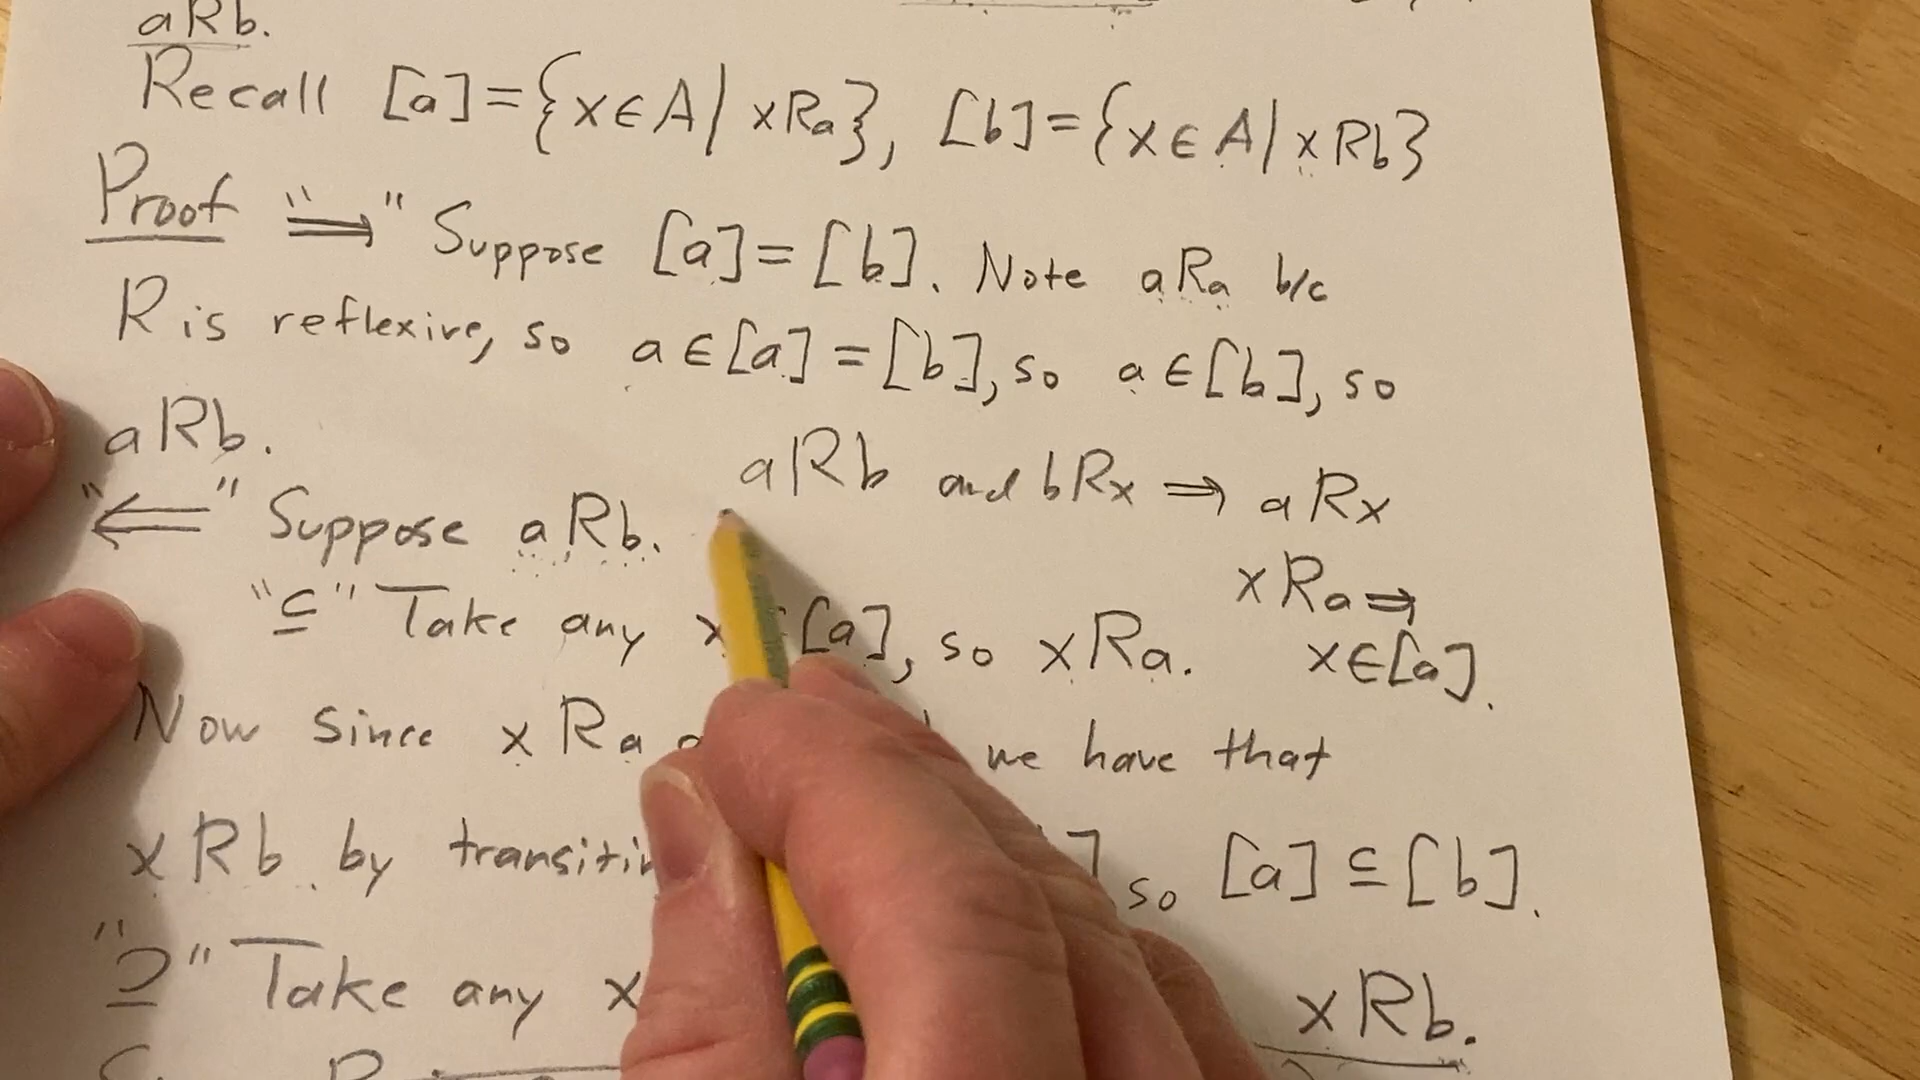 aRb.
Recall [a]={x∈A| xRa}, [b]={x∈A| xRb}
Proof "⟹" Suppose [a]=[b]. Note aRa b/c
R is reflexive, so a∈[a]=[b], so a∈[b], so
aRb.
aRb and bRx ⇒ aRx
"⟸" Suppose aRb.
xRa⇒
"⊆" Take any x [a], so xRa.
x∈[a].
Now since xRa we have that
xRb by so [a]⊆[b].
"⊇" Take any x xRb.